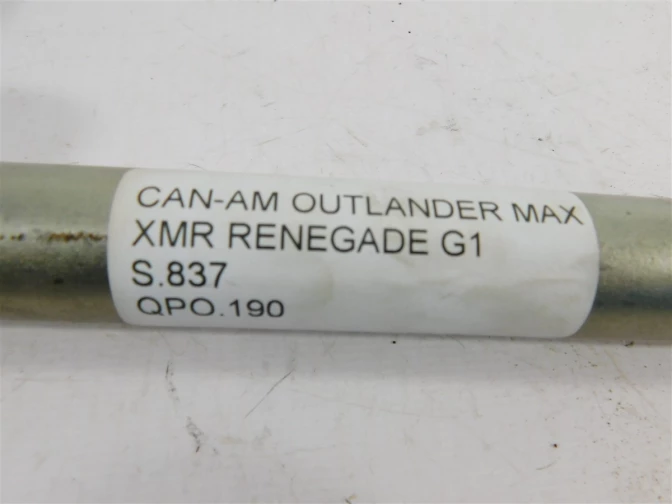 CAN-AM OUTLANDER MAX
XMR RENEGADE G1
S.837
QPO.190